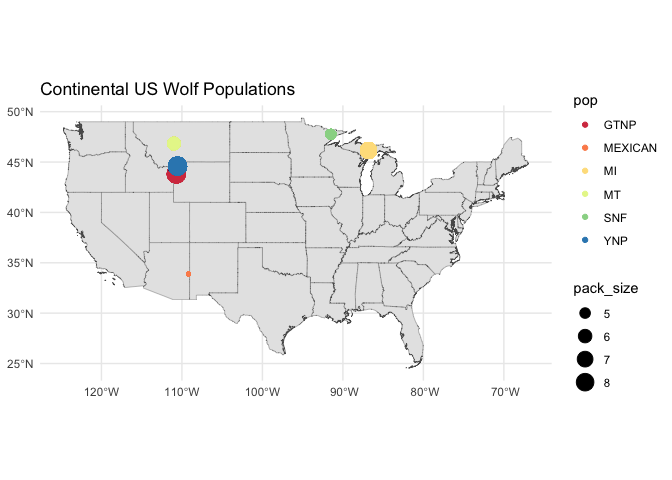 Continental US Wolf Populations
50°N
45°N
40°N
35°N
30°N
25°N
120°W
110°W
100°W
90°W
80°W
70°W
pop
GTNP
MEXICAN
MI
MT
SNF
YNP
pack_size
5
6
7
8